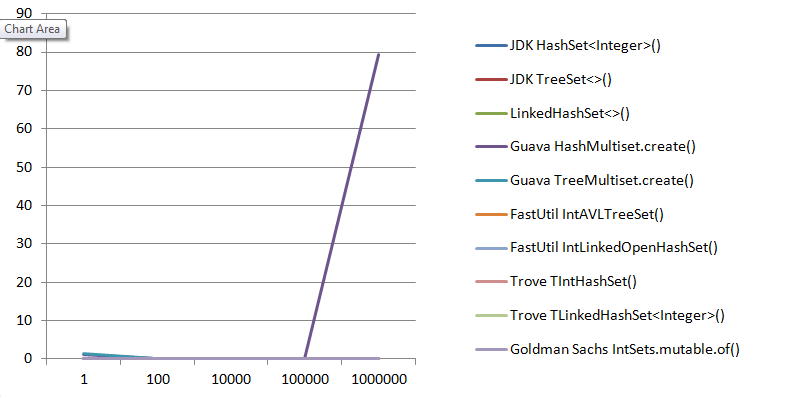 90
Chart Area
80
70
60
50
40
30
20
10
0
1 100 10000 100000 1000000
JDK HashSet<Integer>()
JDK TreeSet<>()
LinkedHashSet<>()
Guava HashMultiset.create()
Guava TreeMultiset.create()
FastUtil IntAVLTreeSet()
FastUtil IntLinkedOpenHashSet()
Trove TIntHashSet()
Trove TLinkedHashSet<Integer>()
Goldman Sachs IntSets.mutable.of()